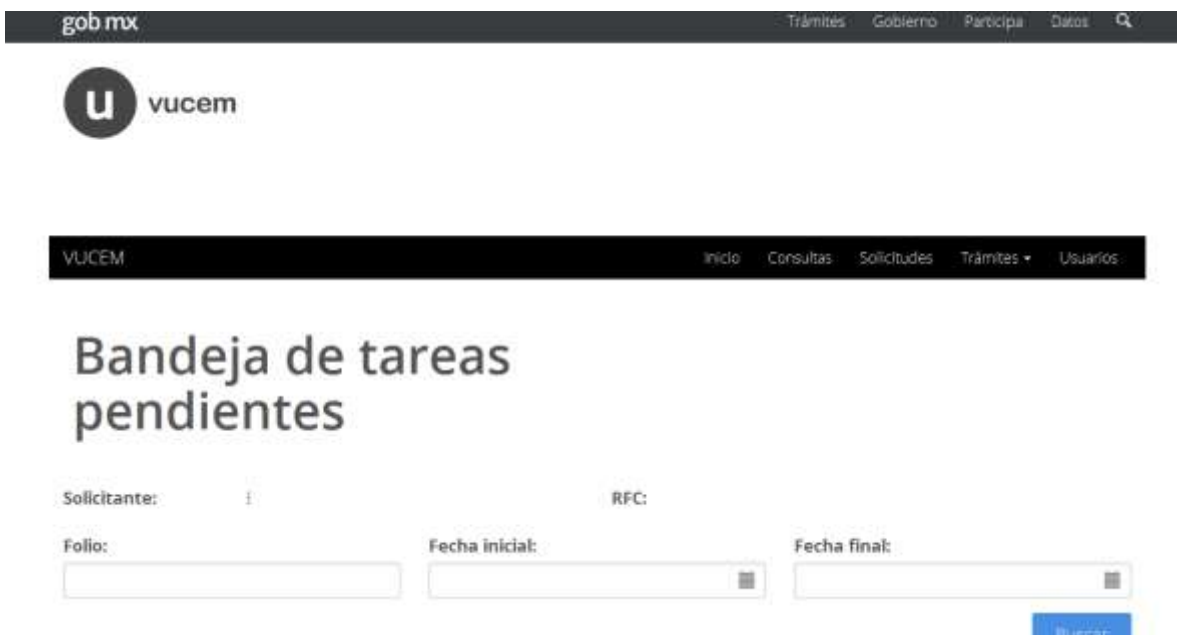 gob mx
Trámites Gobierno Participa Datos
u vucem
VUCEM Inicio Consultas Solicitudes Trámites Usuarios
Bandeja de tareas
pendientes
Solicitante: RFC:
Folio: Fecha inicial: Fecha final:
Buscar